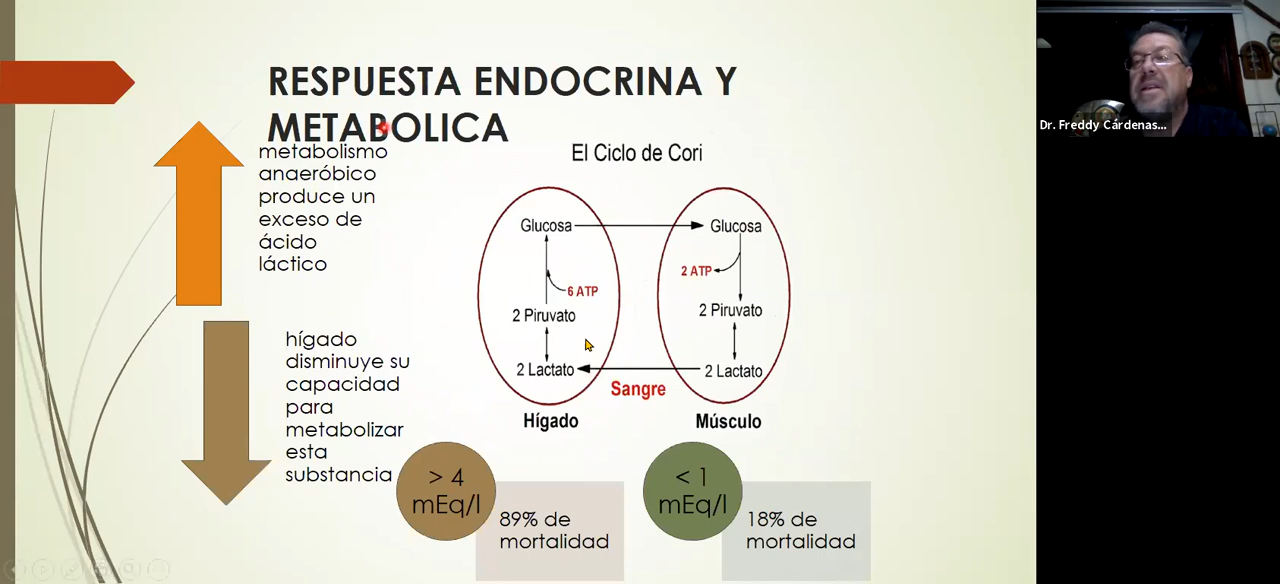 RESPUESTA ENDOCRINA Y
METABOLICA
metabolismo
anaeróbico
produce un
exceso de
ácido
láctico
hígado
disminuye su
capacidad
para
metabolizar
esta
substancia
El Ciclo de Cori
Glucosa
Glucosa
2 ATP
6 ATP
2 Piruvato
2 Piruvato
2 Lactato
2 Lactato
Sangre
Hígado
Músculo
> 4
mEq/l
89% de
mortalidad
< 1
mEq/l
18% de
mortalidad
Dr. Freddy Cárdenas...